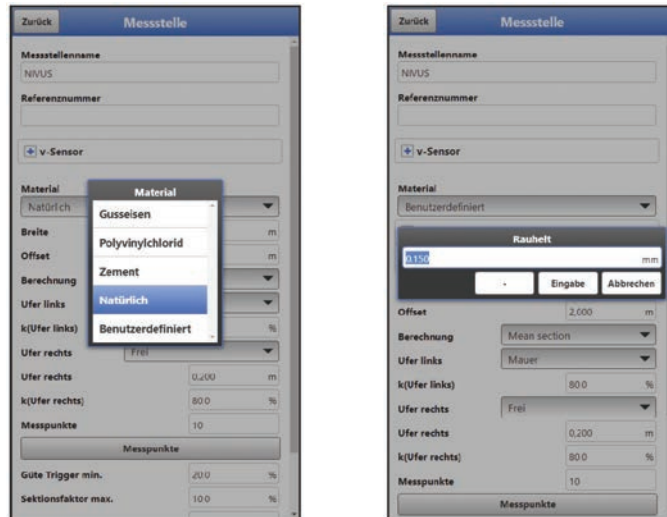 Zurück Messstelle
Messstellenname
NIVUS
Referenznummer
v-Sensor
Material
Natürlich
Material
Gusseisen
Polyvinylchlorid
Zement
Natürlich
Benutzerdefiniert
Breite m
Offset m
Berechnung
Ufer links
k(Ufer links) %
Ufer rechts Frei
Ufer rechts 0,200 m
k(Ufer rechts) 80.0 %
Messpunkte 10
Messpunkte
Güte Trigger min. 20.0 %
Sektionsfaktor max. 10.0 %
Zurück Messstelle
Messstellenname
NIVUS
Referenznummer
v-Sensor
Material
Benutzerdefiniert
Rauheit
0.150 mm
- Eingabe Abbrechen
Offset 2,000 m
Berechnung Mean section
Ufer links Mauer
k(Ufer links) 80.0 %
Ufer rechts Frei
Ufer rechts 0,200 m
k(Ufer rechts) 80.0 %
Messpunkte 10
Messpunkte